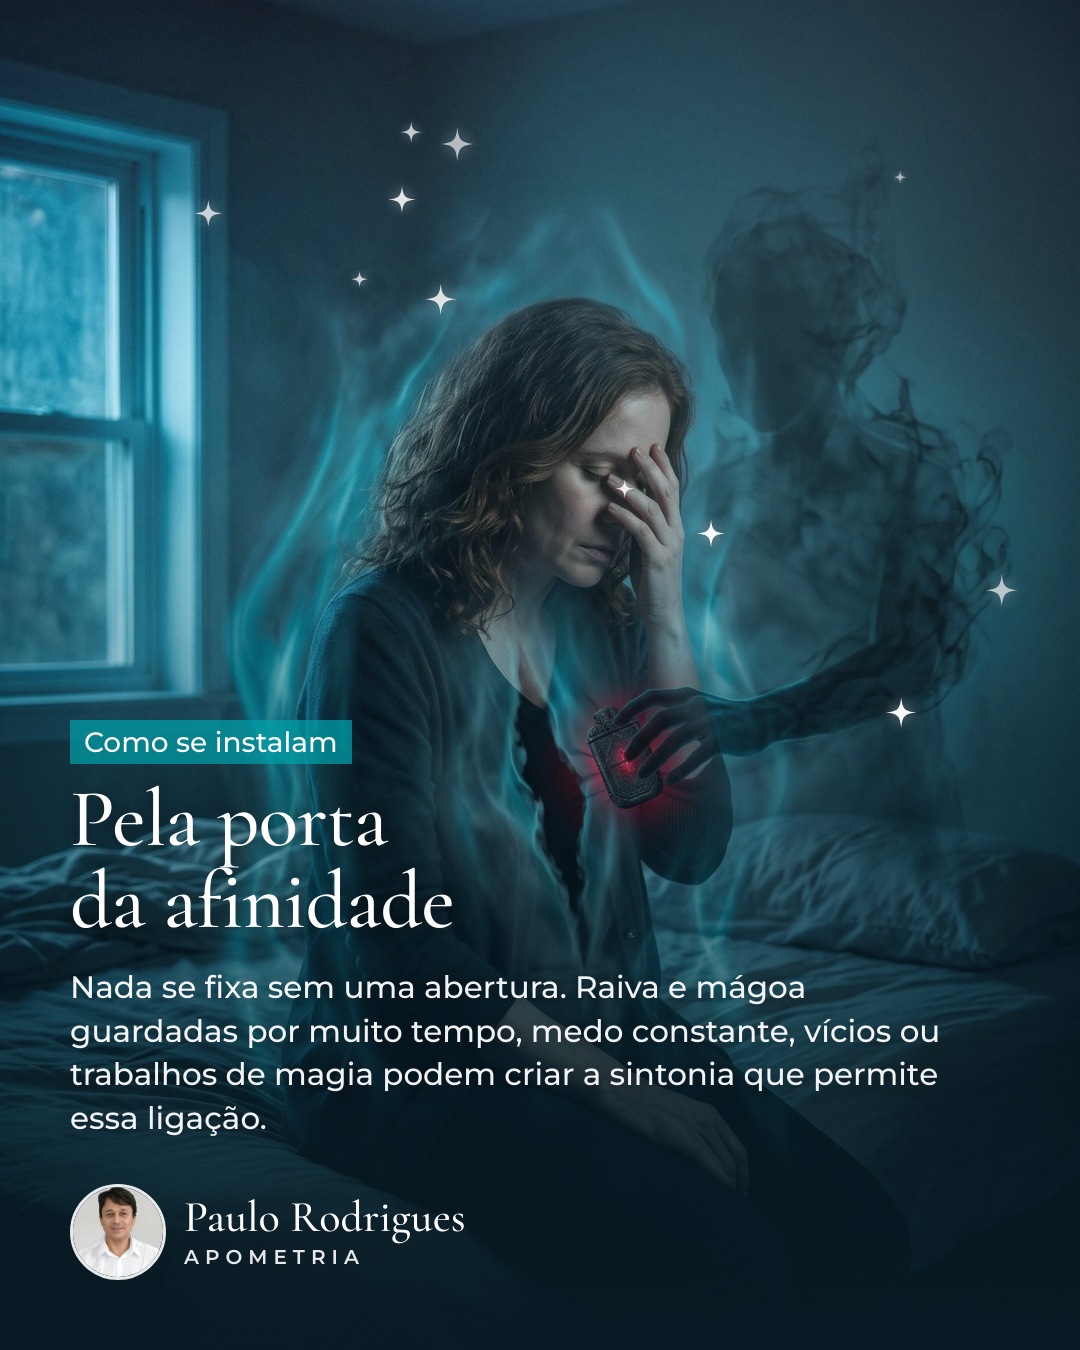 Como se instalam
Pela porta
da afinidade
Nada se fixa sem uma abertura. Raiva e mágoa
guardadas por muito tempo, medo constante, vícios ou
trabalhos de magia podem criar a sintonia que permite
essa ligação.
Paulo Rodrigues
APOMETRIA